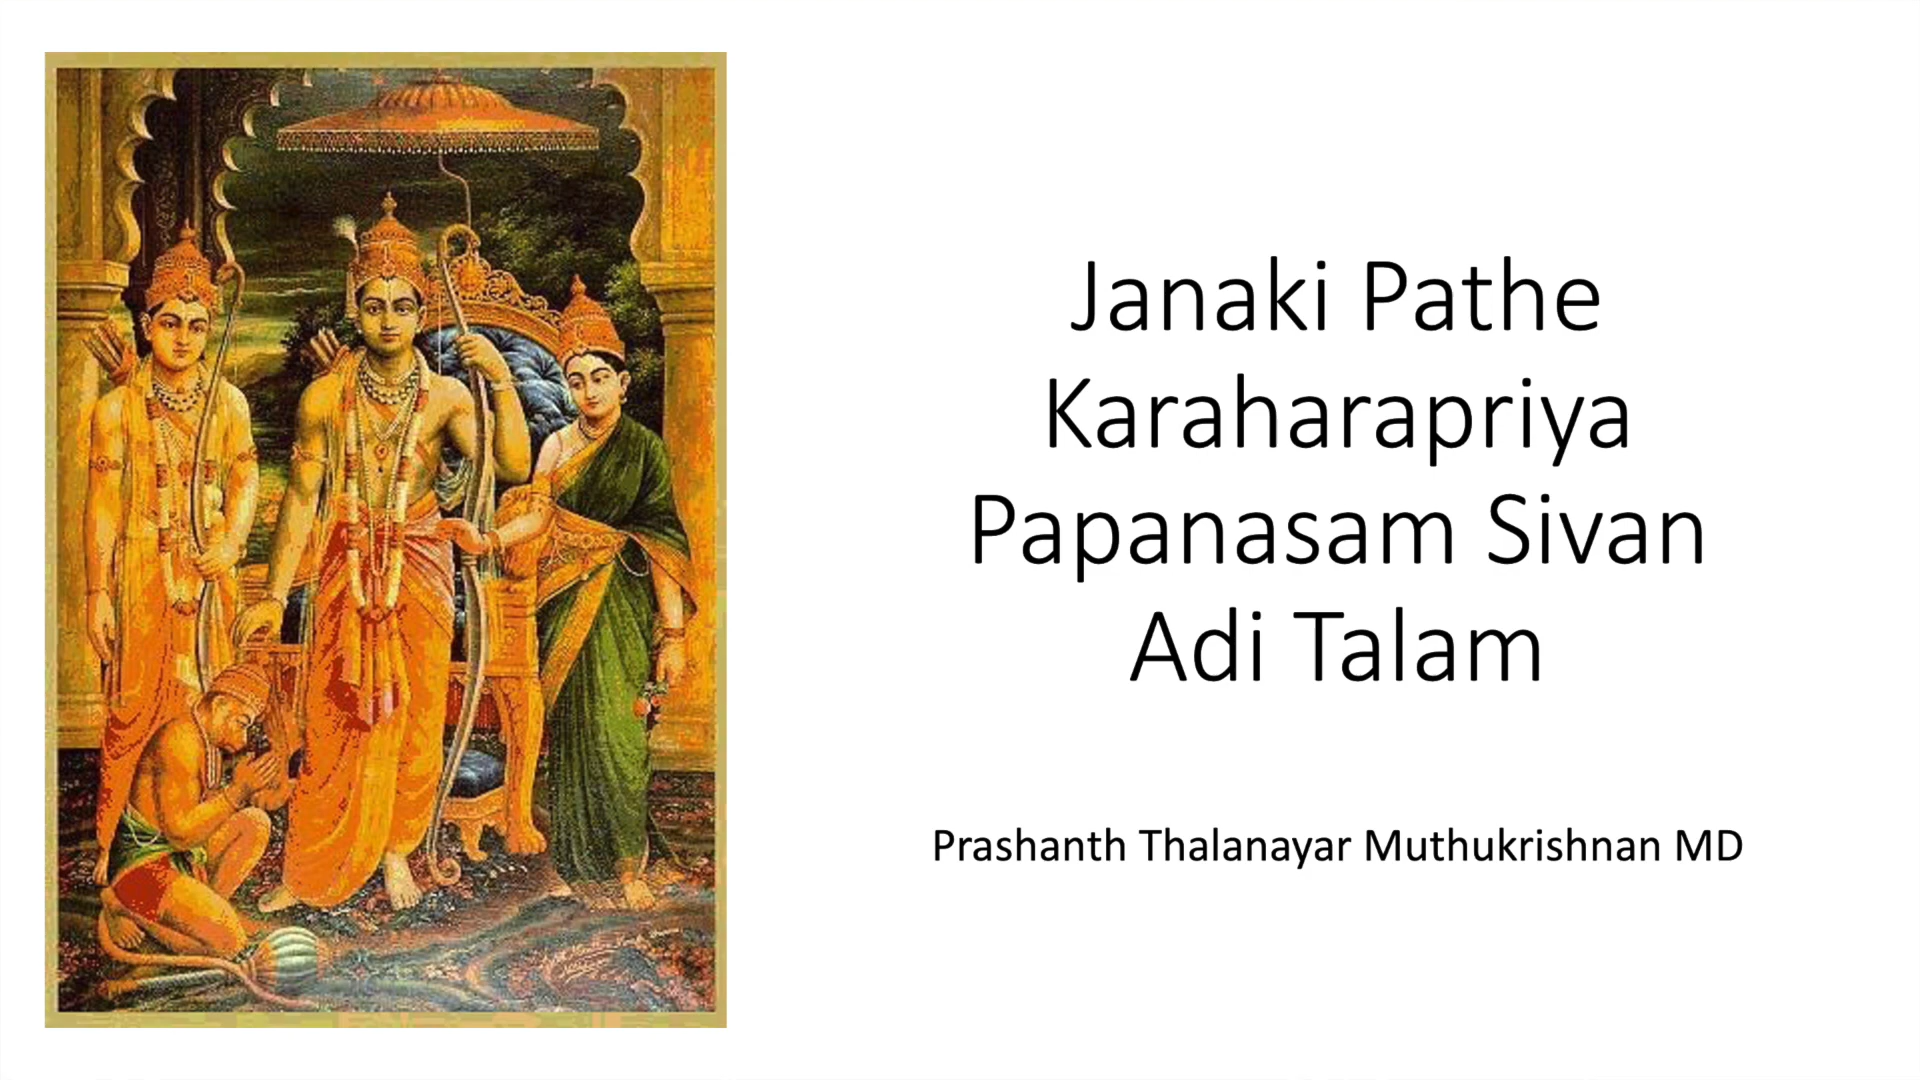 Janaki Pathe
Karaharapriya
Papanasam Sivan
Adi Talam
Prashanth Thalanayar Muthukrishnan MD